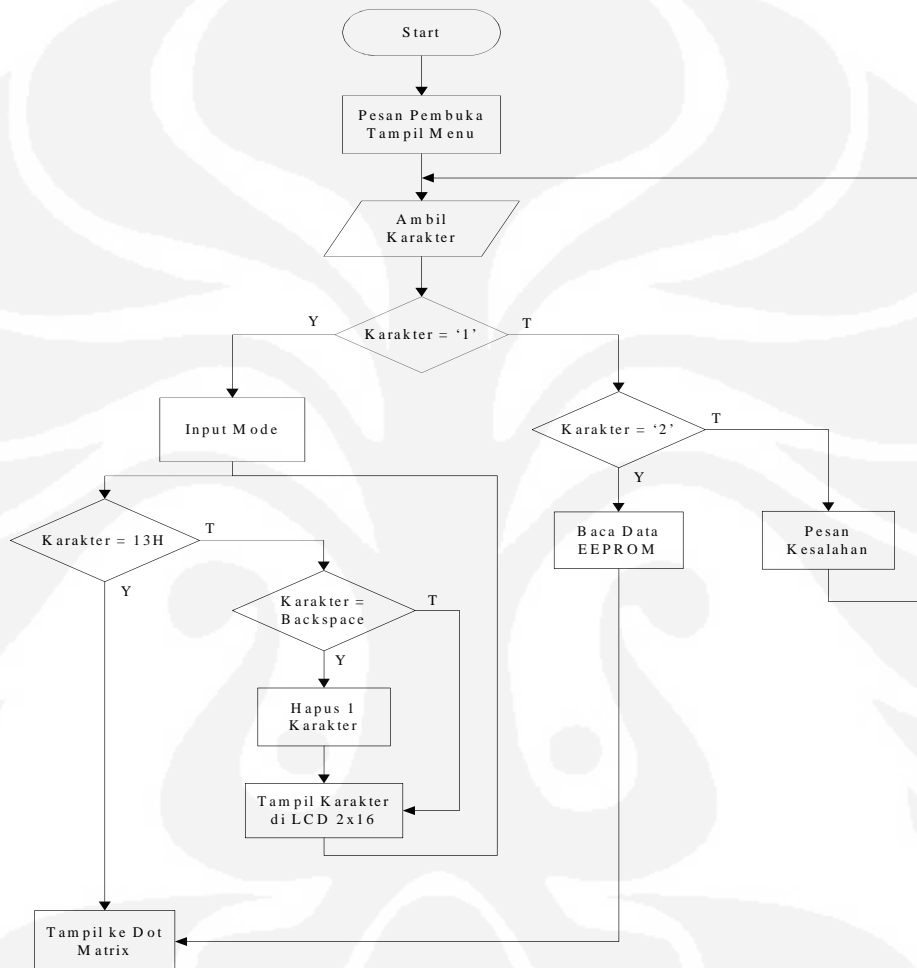 Start
Pesan Pembuka
Tampil Menu
Ambil
Karakter
Y
Karakter = ‘1’
T
Input Mode
Karakter = ‘2’
T
Y
Karakter = 13H
T
Y
Baca Data
EEPROM
Pesan
Kesalahan
Karakter =
Backspace
T
Y
Hapus 1
Karakter
Tampil Karakter
di LCD 2x16
Tampil ke Dot
Matrix